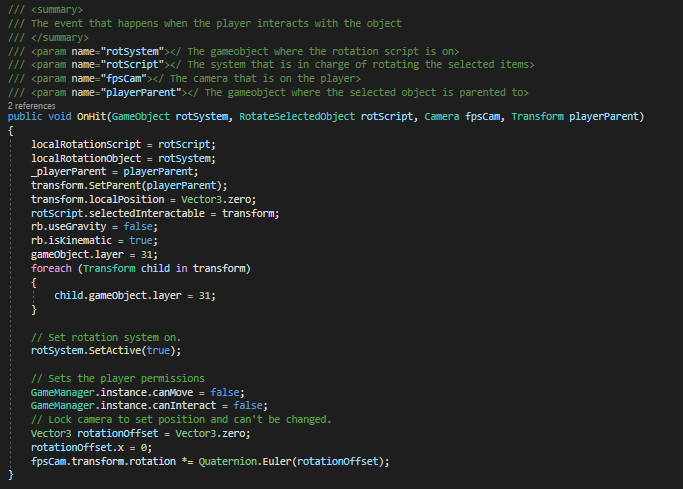 /// <summary>
/// The event that happens when the player interacts with the object
/// </summary>
/// <param name="rotSystem"></ The gameobject where the rotation script is on>
/// <param name="rotScript"></ The system that is in charge of rotating the selected items>
/// <param name="fpsCam"></ The camera that is on the player>
/// <param name="playerParent"></ The gameobject where the selected object is parented to>
2 references
public void OnHit(GameObject rotSystem, RotateSelectedObject rotScript, Camera fpsCam, Transform playerParent)
{
    localRotationScript = rotScript;
    localRotationObject = rotSystem;
    _playerParent = playerParent;
    transform.SetParent(playerParent);
    transform.localPosition = Vector3.zero;
    rotScript.selectedInteractable = transform;
    rb.useGravity = false;
    rb.isKinematic = true;
    gameObject.layer = 31;
    foreach (Transform child in transform)
    {
        child.gameObject.layer = 31;
    }

    // Set rotation system on.
    rotSystem.SetActive(true);

    // Sets the player permissions
    GameManager.instance.canMove = false;
    GameManager.instance.canInteract = false;
    // Lock camera to set position and can't be changed.
    Vector3 rotationOffset = Vector3.zero;
    rotationOffset.x = 0;
    fpsCam.transform.rotation *= Quaternion.Euler(rotationOffset);
}